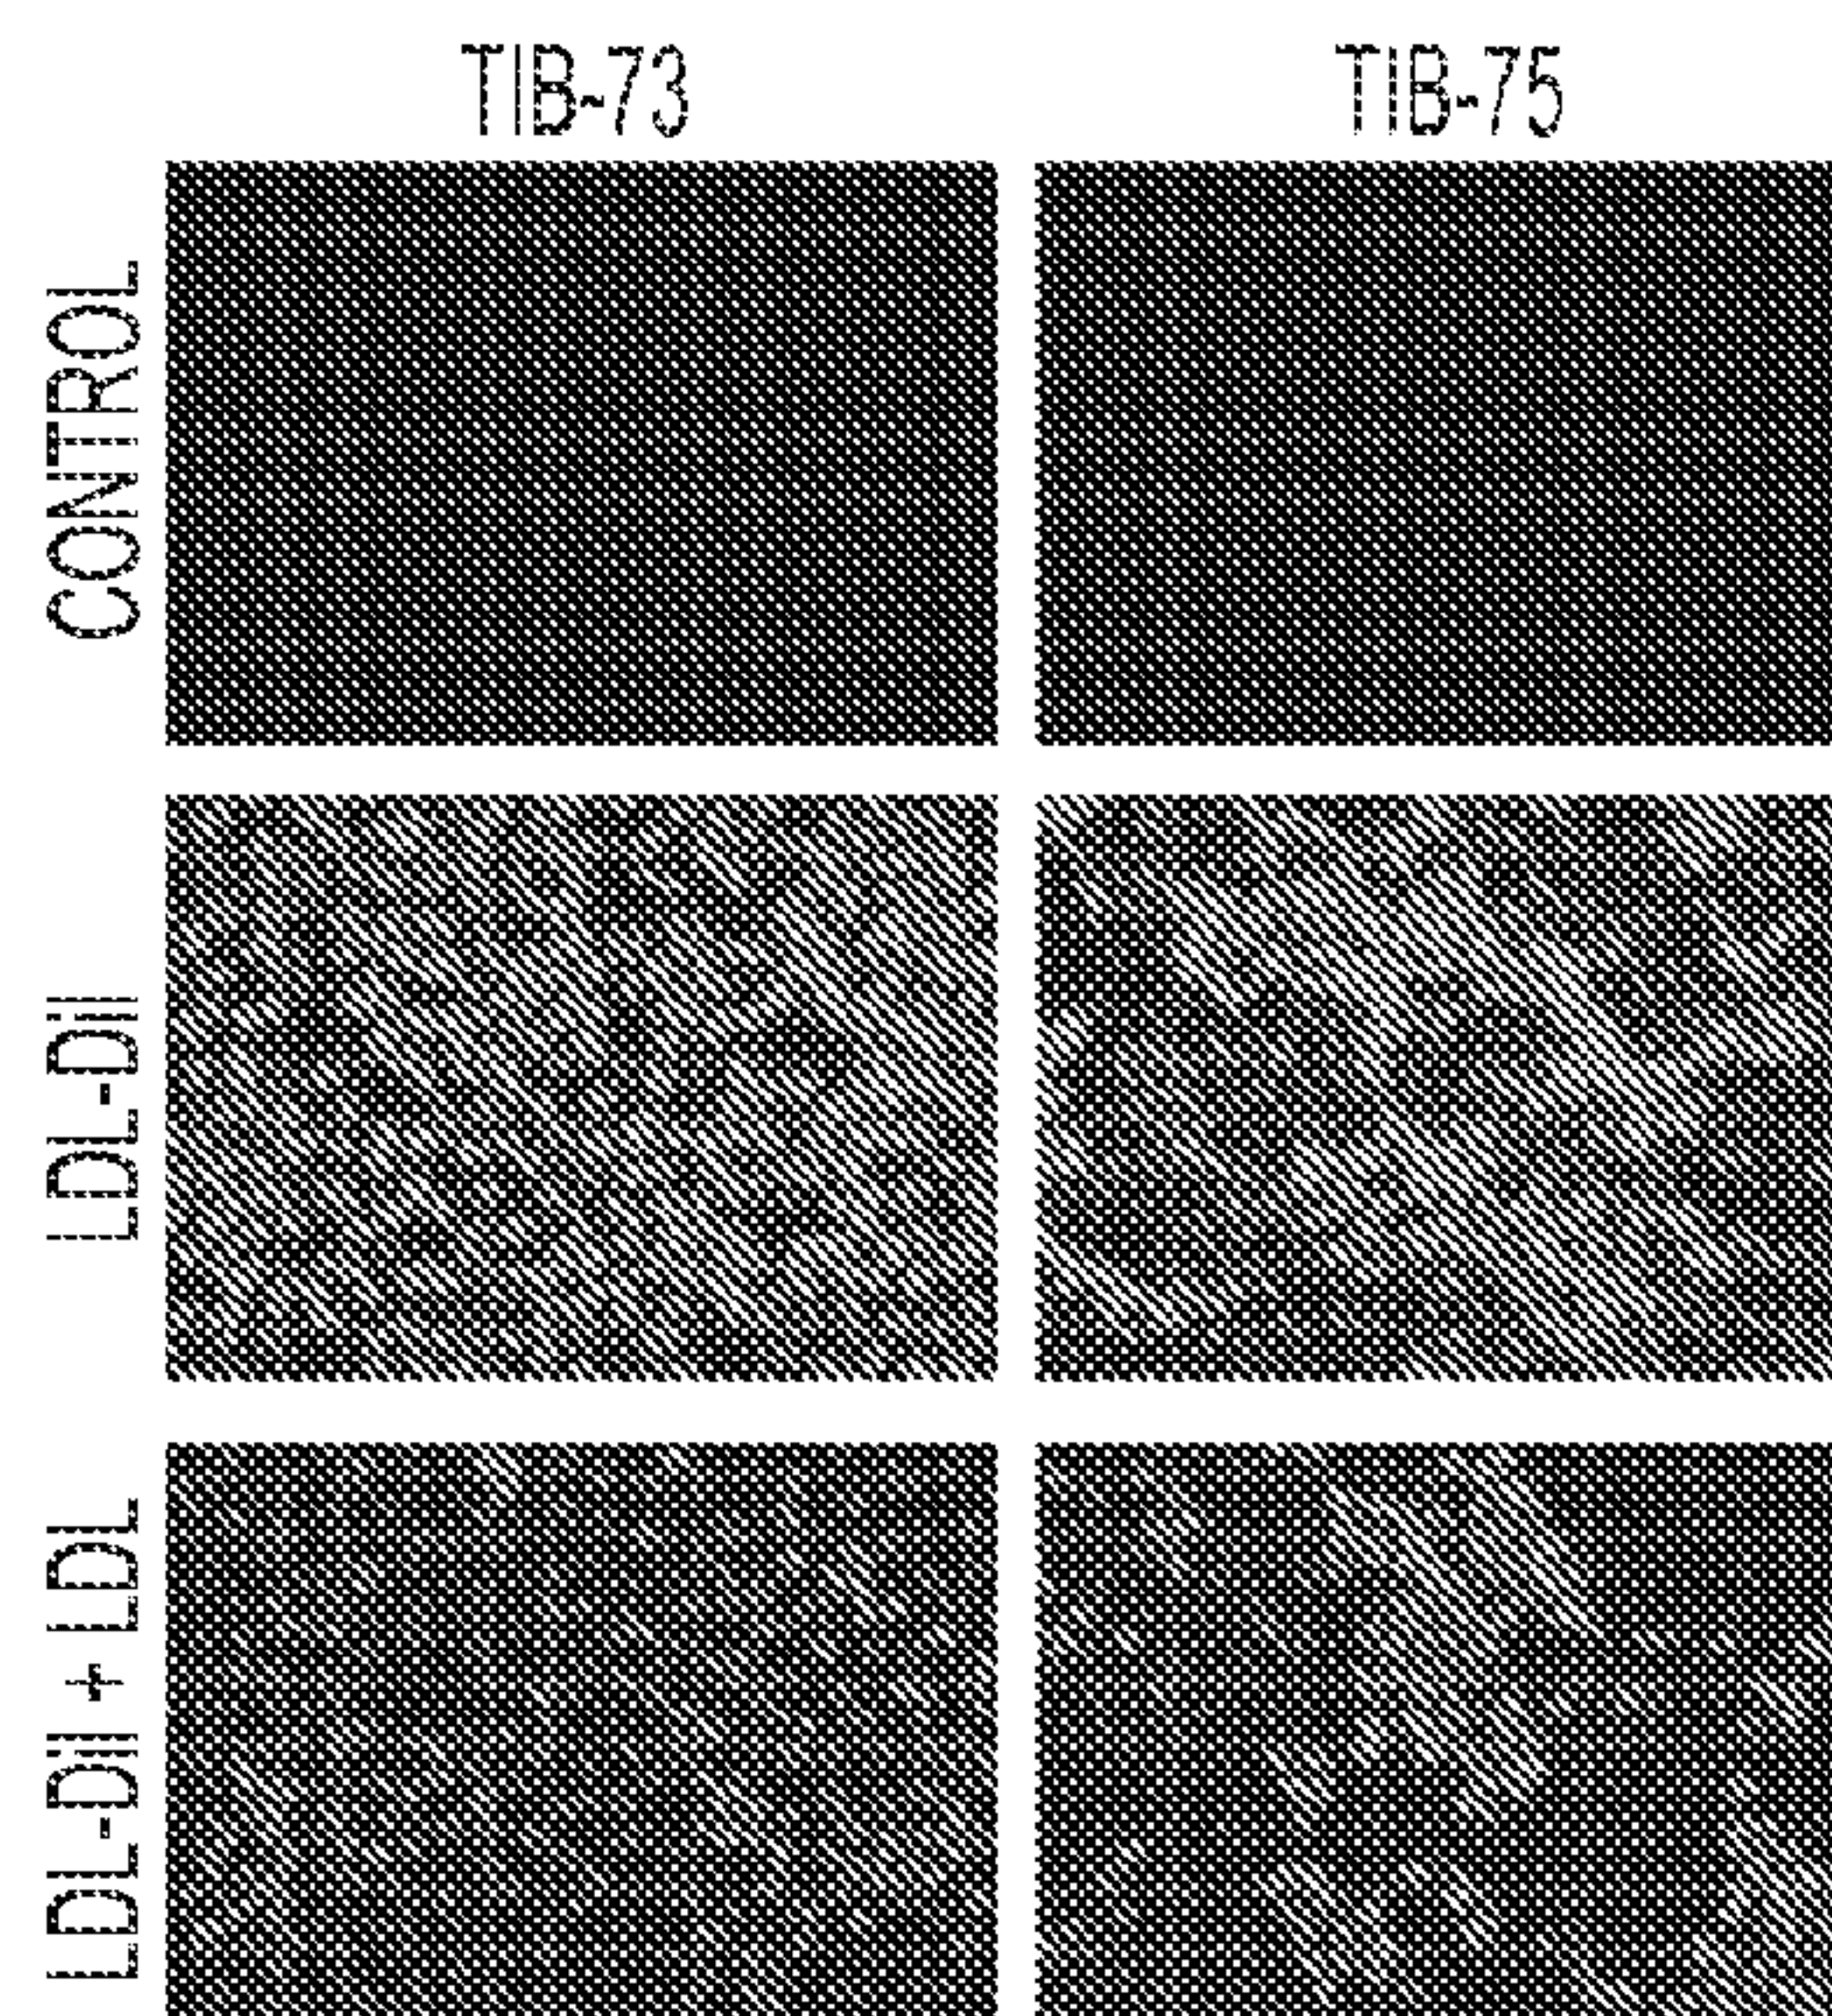 TIB-73
TIB-75
CONTROL
LDL-DiI
LDL-DiI + LDL